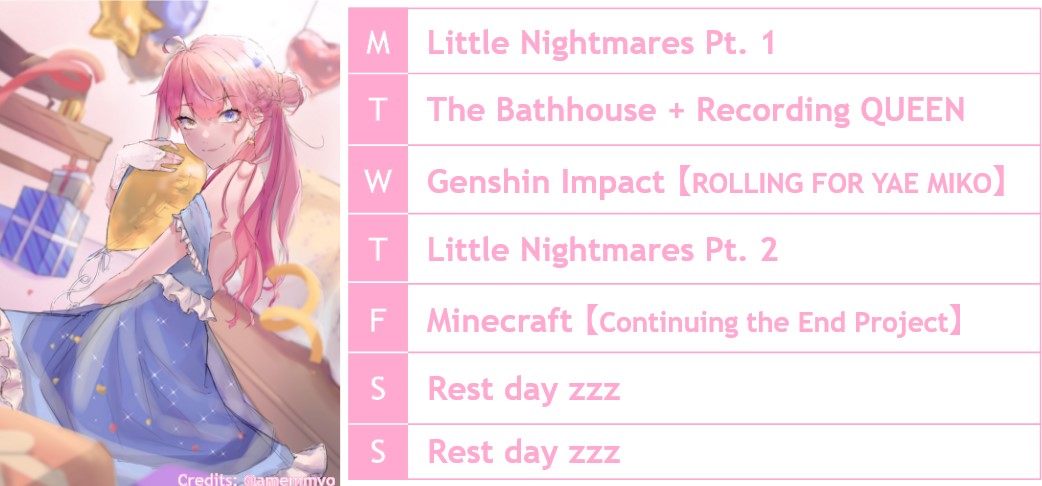 M Little Nightmares Pt. 1
T The Bathhouse + Recording QUEEN
W Genshin Impact【ROLLING FOR YAE MIKO】
T Little Nightmares Pt. 2
F Minecraft【Continuing the End Project】
S Rest day zzz
S Rest day zzz
Credits: